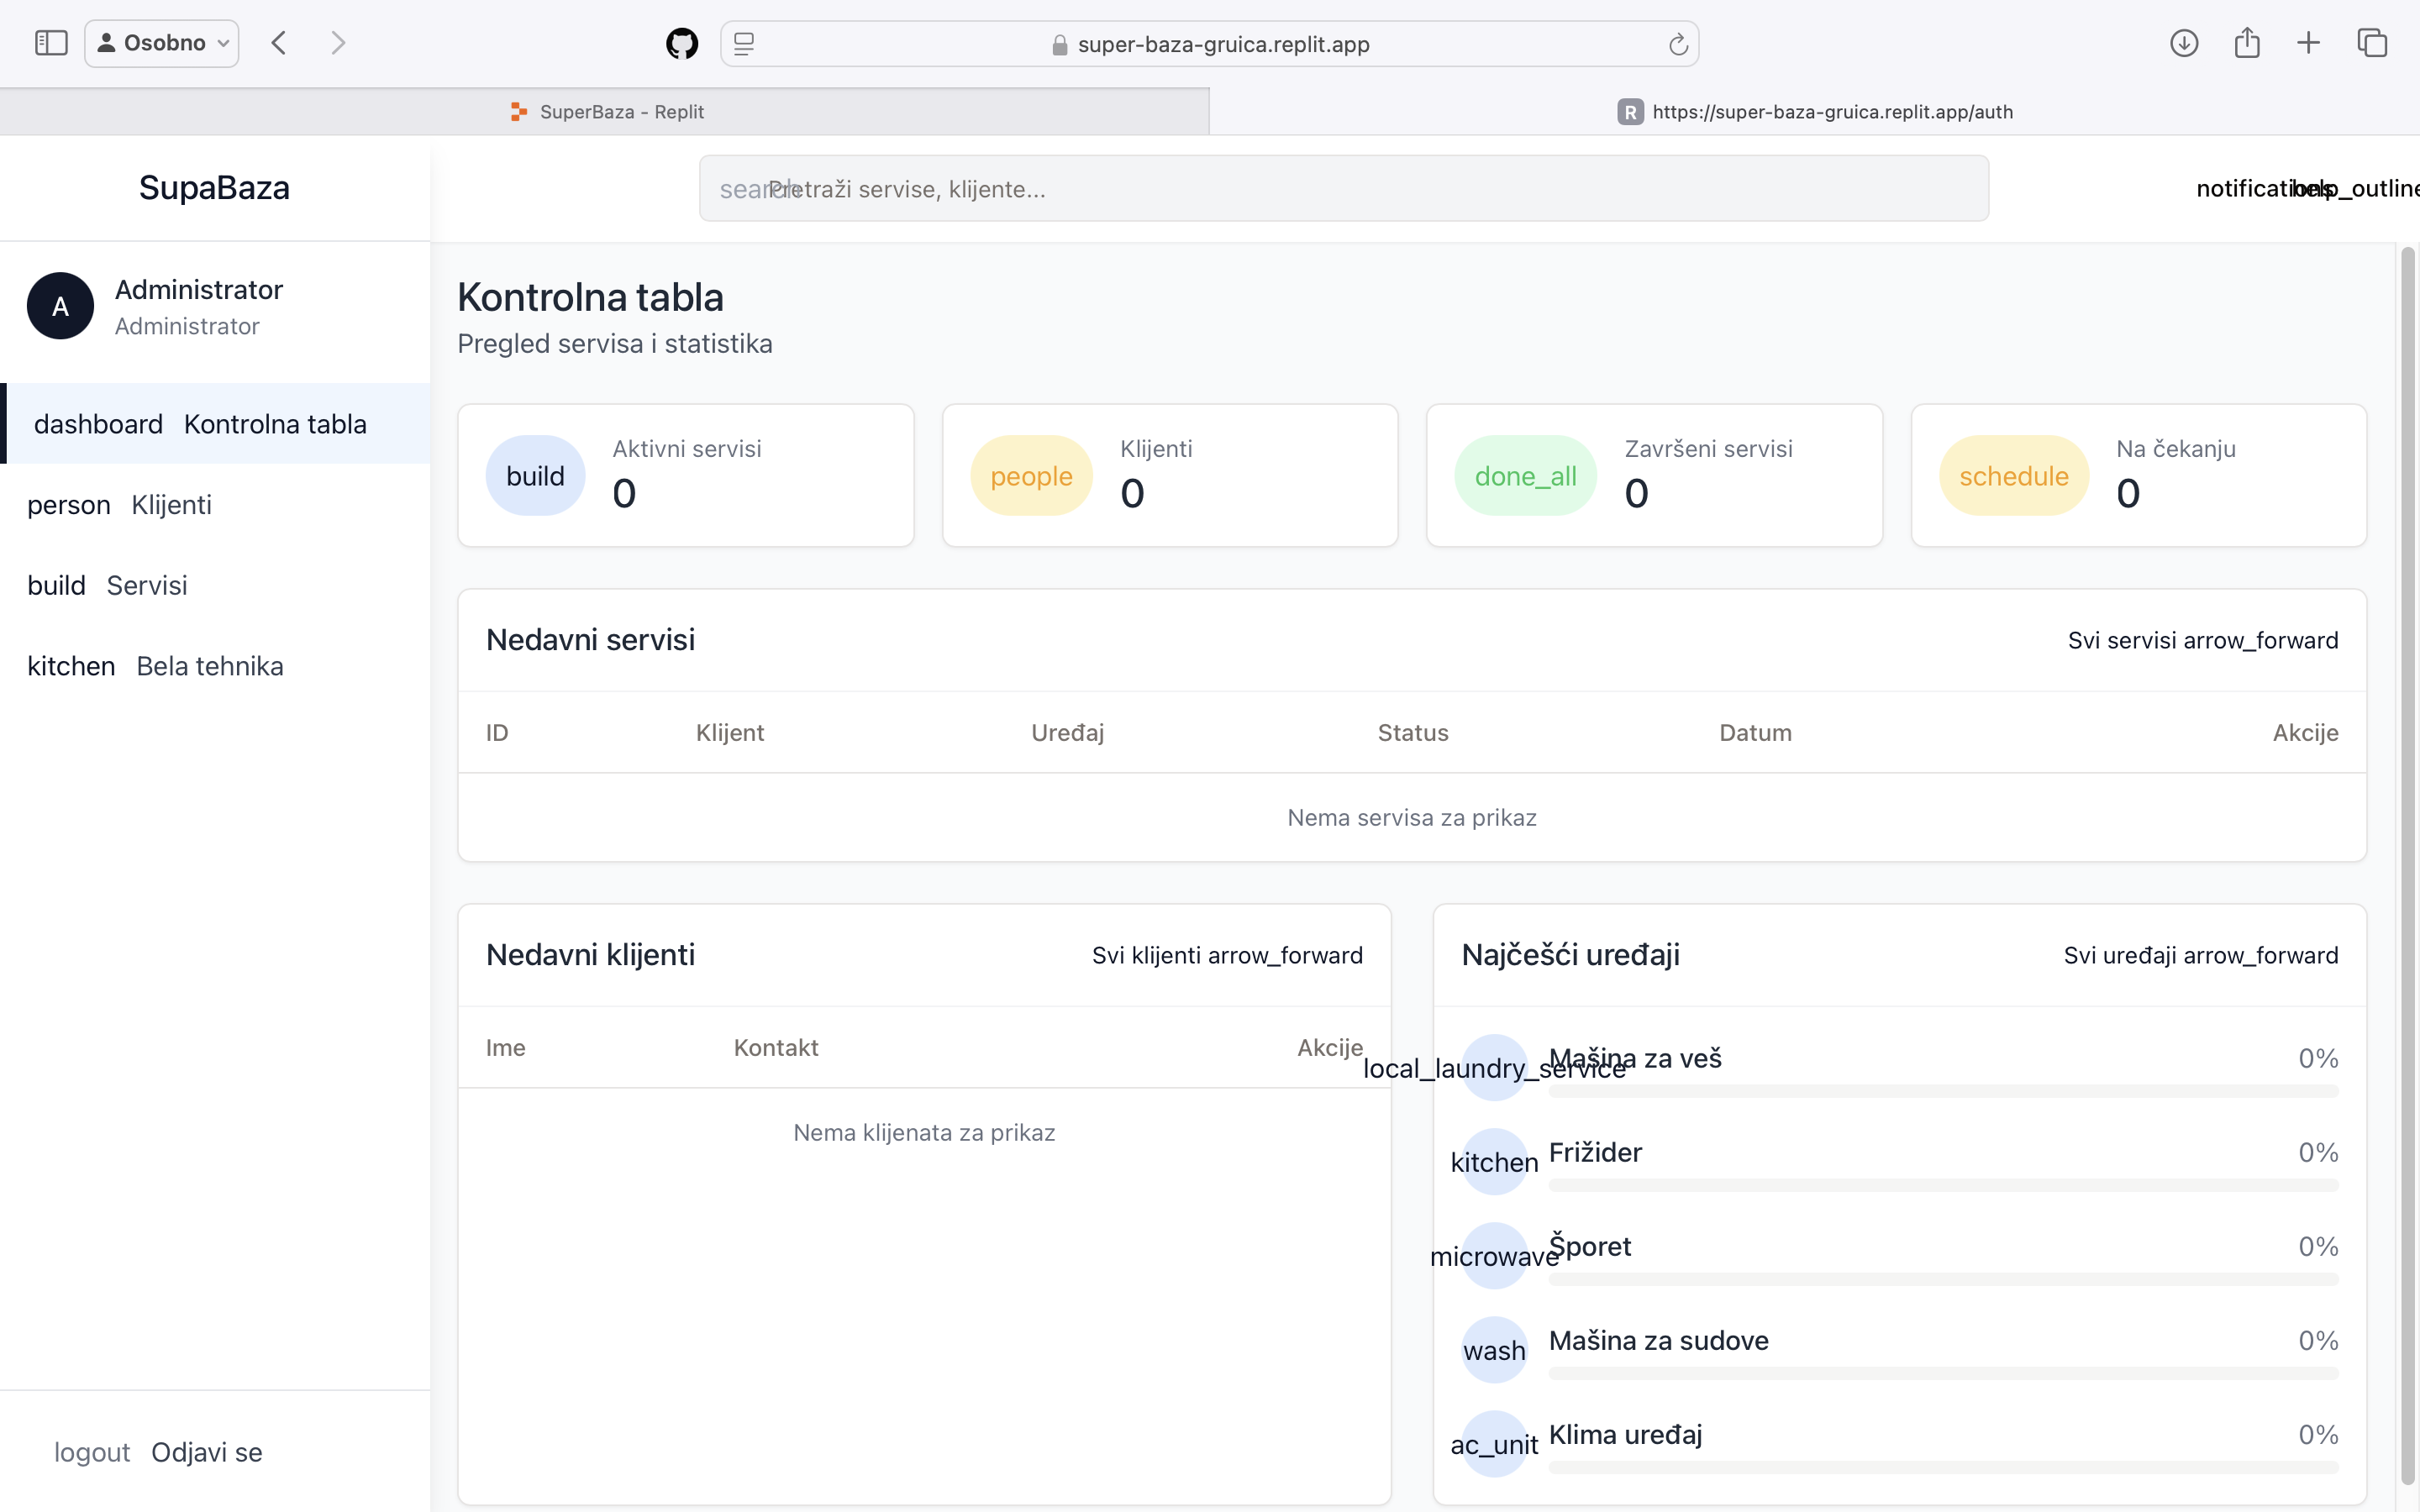 Osobno
super-baza-gruica.replit.app
SuperBaza - Replit
R https://super-baza-gruica.replit.app/auth
SupaBaza
search Pretraži servise, klijente...
notifications help_outline
A
Administrator
Administrator
dashboard Kontrolna tabla
person Klijenti
build Servisi
kitchen Bela tehnika
logout Odjavi se
Kontrolna tabla
Pregled servisa i statistika
build
Aktivni servisi
0
people
Klijenti
0
done_all
Završeni servisi
0
schedule
Na čekanju
0
Nedavni servisi
Svi servisi arrow_forward
ID Klijent Uređaj Status Datum Akcije
Nema servisa za prikaz
Nedavni klijenti
Svi klijenti arrow_forward
Ime Kontakt Akcije
Nema klijenata za prikaz
Najčešći uređaji
Svi uređaji arrow_forward
local_laundry_service Mašina za veš 0%
kitchen Frižider 0%
microwave Šporet 0%
wash Mašina za sudove 0%
ac_unit Klima uređaj 0%